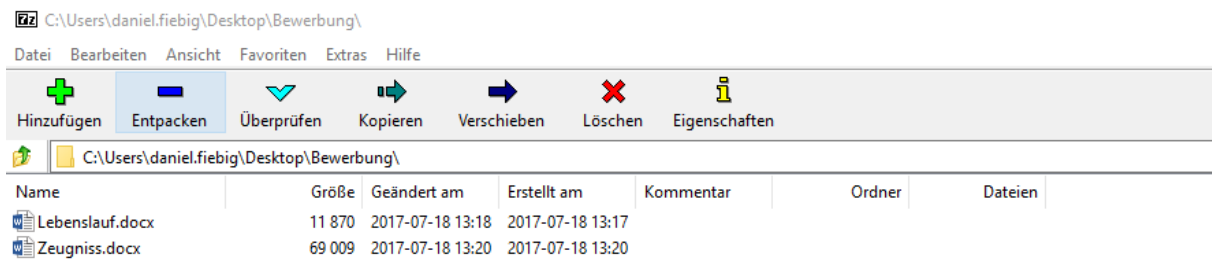 7z C:\Users\daniel.fiebig\Desktop\Bewerbung\
Datei Bearbeiten Ansicht Favoriten Extras Hilfe
Hinzufügen Entpacken Überprüfen Kopieren Verschieben Löschen Eigenschaften
C:\Users\daniel.fiebig\Desktop\Bewerbung\
Name Größe Geändert am Erstellt am Kommentar Ordner Dateien
Lebenslauf.docx 11 870 2017-07-18 13:18 2017-07-18 13:17
Zeugniss.docx 69 009 2017-07-18 13:20 2017-07-18 13:20